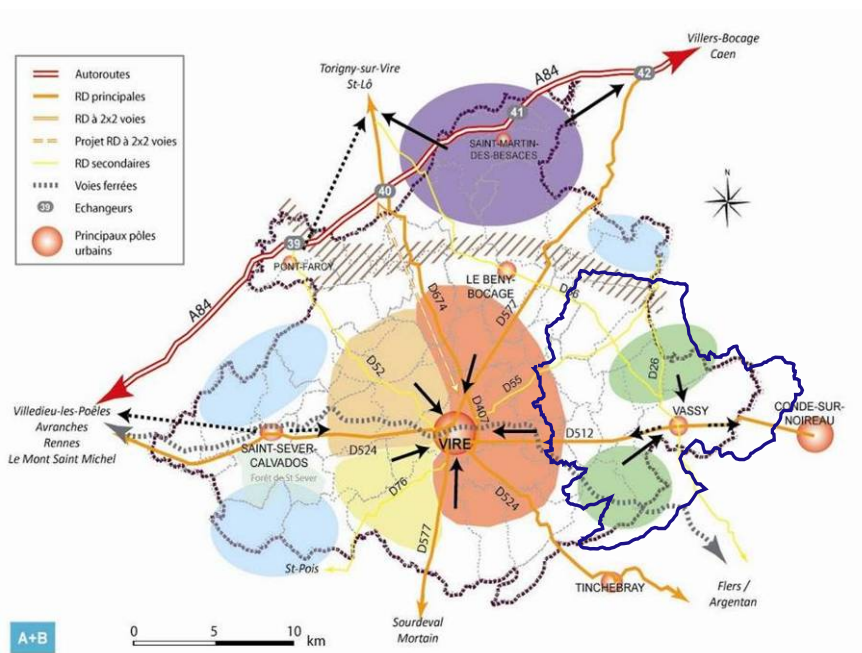 Villers-Bocage
Caen
Autoroutes
RD principales
RD à 2x2 voies
Projet RD à 2x2 voies
RD secondaires
Voies ferrées
39
Echangeurs
Principaux pôles
urbains
Torigny-sur-Vire
St-Lô
A84
42
41
SAINT-MARTIN-
DES-BESACES
N
40
39
PONT-FARCY
LE BENY-
BOCAGE
D674
D577
A84
D52
D55
D26
D407
Villedieu-les-Poêles
Avranches
Rennes
Le Mont Saint Michel
VASSY
CONDE-SUR-
NOIREAU
SAINT-SEVER-
CALVADOS
Forêt de St Sever
D524
VIRE
D512
D76
D524
D577
St-Pois
TINCHEBRAY
Flers /
Argentan
Sourdeval
Mortain
A+B
0
5
10
km